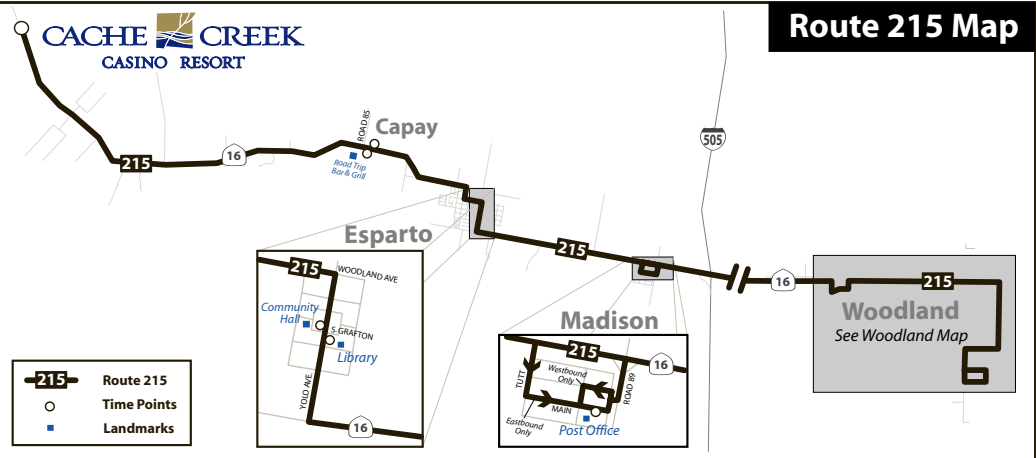 Route 215 Map
CACHE CREEK
CASINO RESORT
ROAD 85
Capay
505
215
16
Road Trip
Bar & Grill
Esparto
215
16
215
Woodland
See Woodland Map
215
WOODLAND AVE
Community
Hall
S. GRAFTON
Library
YOLO AVE.
16
Madison
215
16
TUTT
Westbound
Only
ROAD 89
MAIN
Eastbound
Only
Post Office
215 Route 215
Time Points
Landmarks